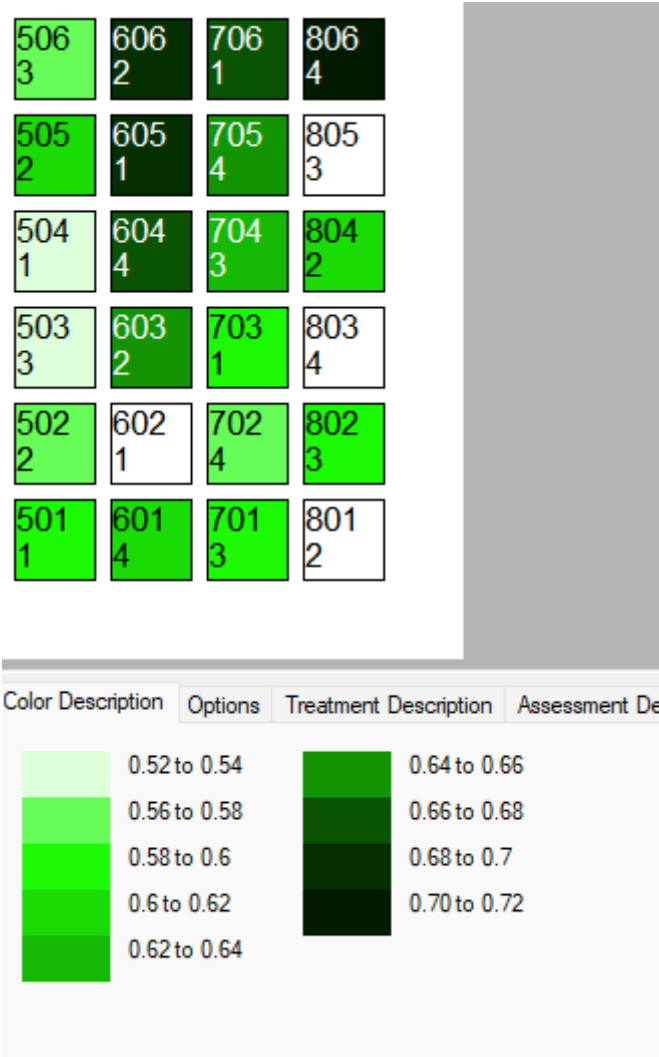 506 606 706 806
3 2 1 4
505 605 705 805
2 1 4 3
504 604 704 804
1 4 3 2
503 603 703 803
3 2 1 4
502 602 702 802
2 1 4 3
501 601 701 801
1 4 3 2
Color Description Options Treatment Description Assessment De
0.52 to 0.54 0.64 to 0.66
0.56 to 0.58 0.66 to 0.68
0.58 to 0.6 0.68 to 0.7
0.6 to 0.62 0.70 to 0.72
0.62 to 0.64